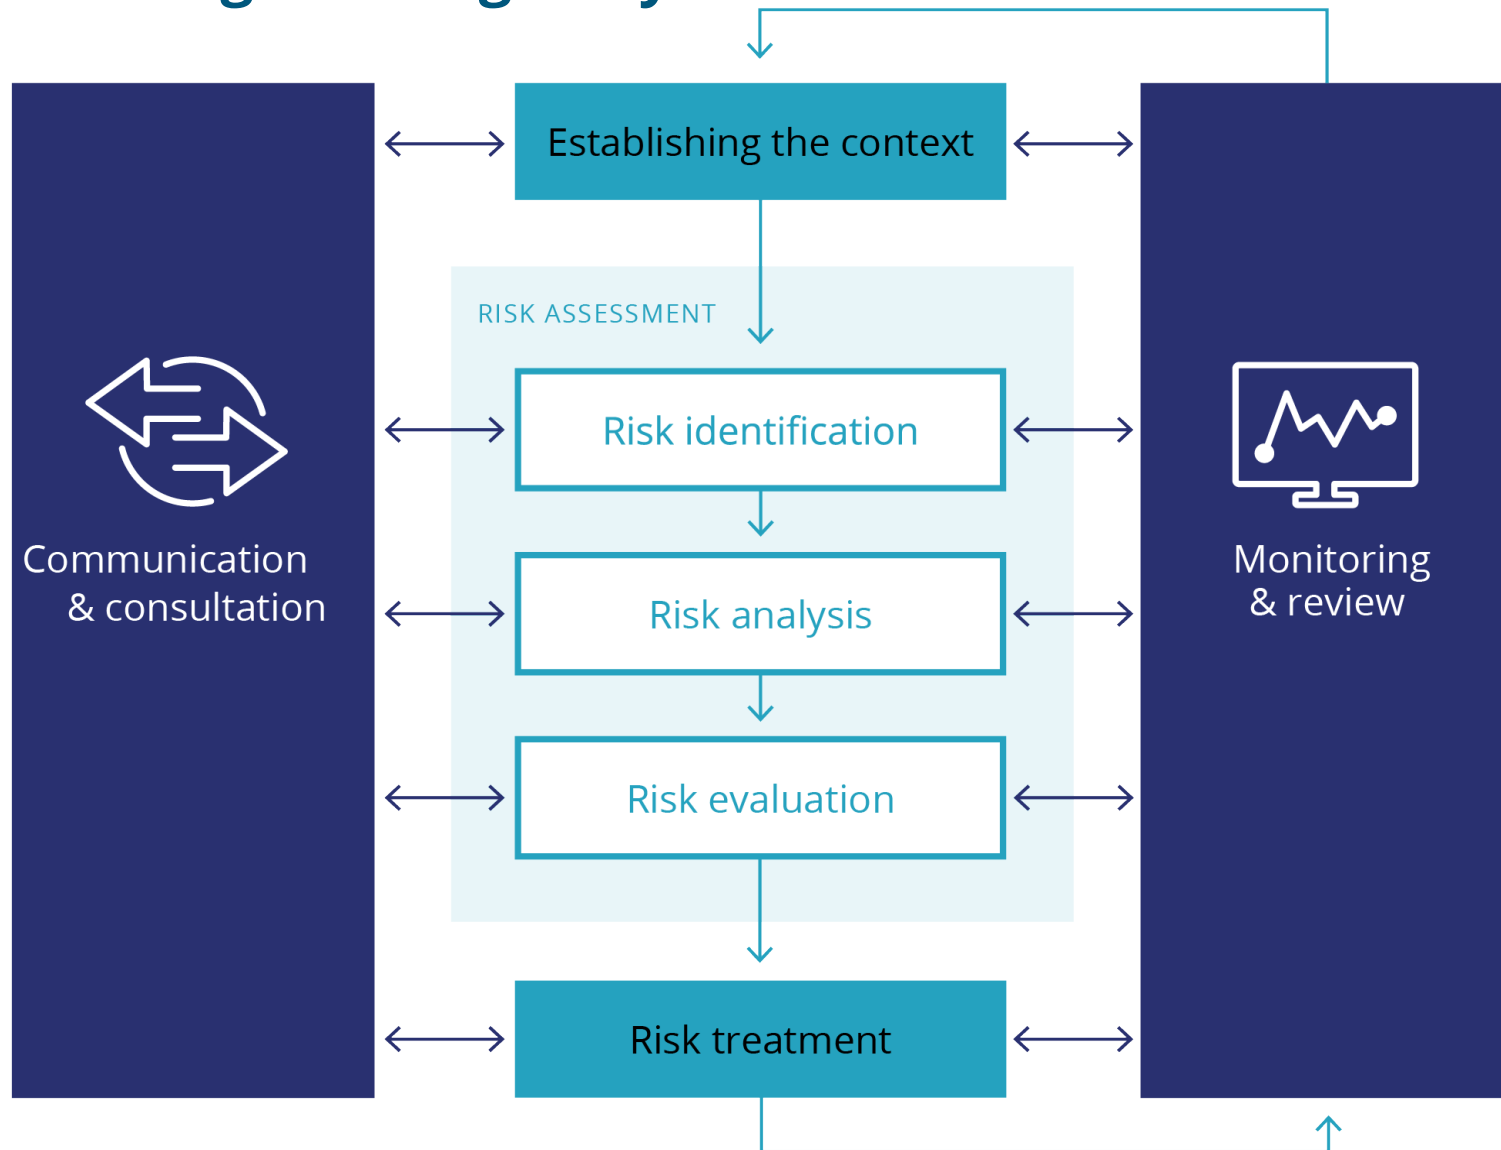 Establishing the context
RISK ASSESSMENT
Risk identification
Communication
& consultation
Monitoring
& review
Risk analysis
Risk evaluation
Risk treatment